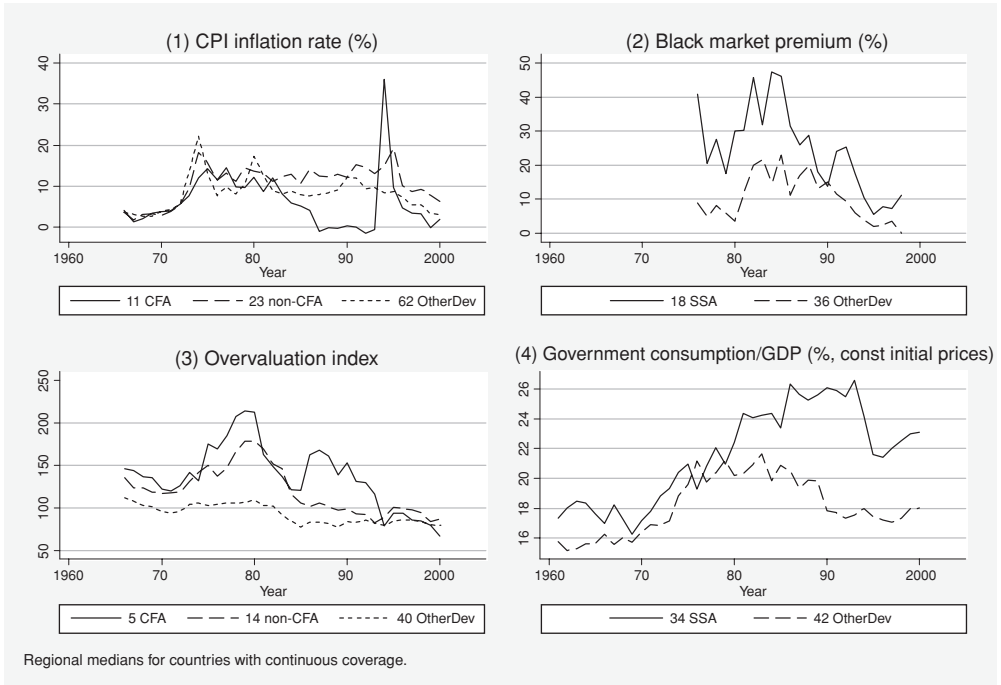 (1) CPI inflation rate (%)
40
30
20
10
0
1960 70 80 90 2000
Year
11 CFA 23 non-CFA 62 OtherDev
(2) Black market premium (%)
50
40
30
20
10
0
1960 70 80 90 2000
Year
18 SSA 36 OtherDev
(3) Overvaluation index
250
200
150
100
50
1960 70 80 90 2000
Year
5 CFA 14 non-CFA 40 OtherDev
(4) Government consumption/GDP (%, const initial prices)
26
24
22
20
18
16
1960 70 80 90 2000
Year
34 SSA 42 OtherDev
Regional medians for countries with continuous coverage.